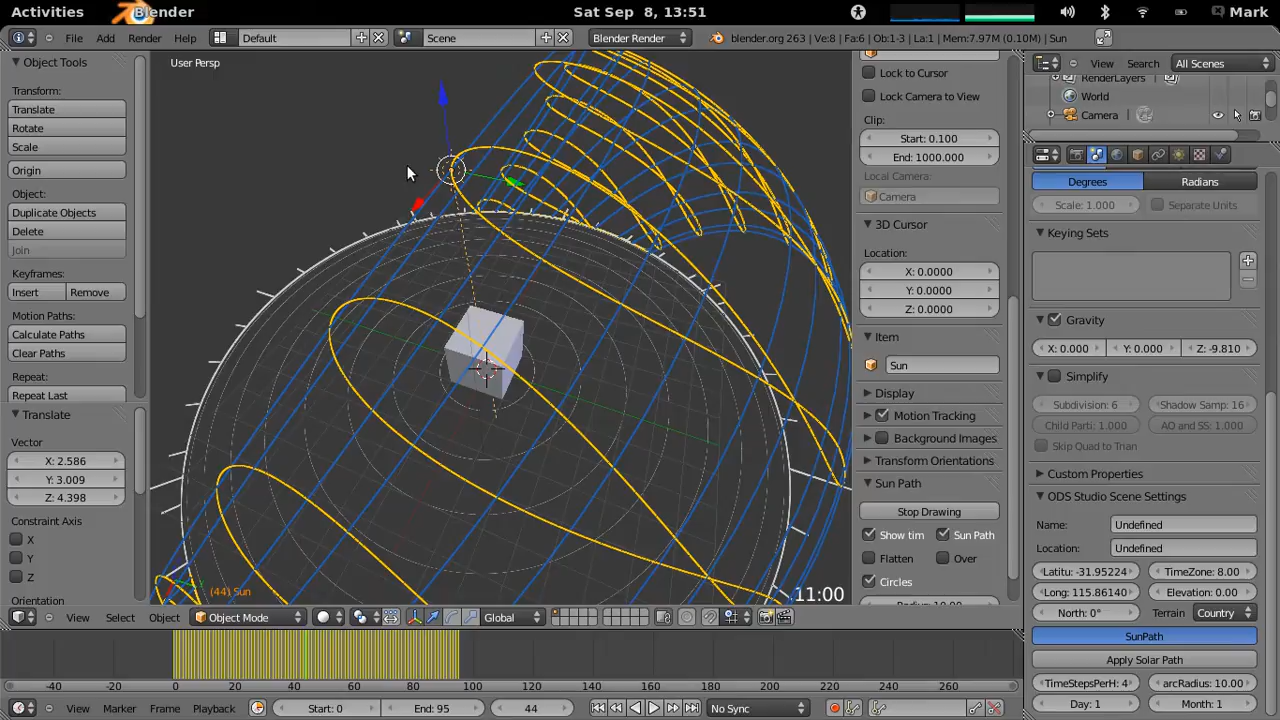 Activities Blender Sat Sep 8, 13:51 Mark
File Add Render Help Default Scene Blender Render blender.org 263 | Ve:8 | Fa:6 | Ob:1-3 | La:1 | Mem:7.97M (0.10M) | Sun
Object Tools
Transform:
Translate
Rotate
Scale
Origin
Object:
Duplicate Objects
Delete
Join
Keyframes:
Insert Remove
Motion Paths:
Calculate Paths
Clear Paths
Repeat:
Repeat Last
Translate
Vector
X: 2.586
Y: 3.009
Z: 4.398
Constraint Axis
X
Y
Z
Orientation
User Persp
(44) Sun
11:00
Lock to Cursor
Lock Camera to View
Clip:
Start: 0.100
End: 1000.000
Local Camera:
Camera
3D Cursor
Location:
X: 0.0000
Y: 0.0000
Z: 0.0000
Item
Sun
Display
Motion Tracking
Background Images
Transform Orientations
Sun Path
Stop Drawing
Show tim Sun Path
Flatten Over
Circles
Radius: 10.00
View Search All Scenes
RenderLayers
World
Camera
Degrees Radians
Scale: 1.000 Separate Units
Keying Sets
Gravity
X: 0.000 Y: 0.000 Z: -9.810
Simplify
Subdivision: 6 Shadow Samp: 16
Child Parti: 1.000 AO and SS: 1.000
Skip Quad to Trian
Custom Properties
ODS Studio Scene Settings
Name: Undefined
Location: Undefined
Latitu: -31.95224 TimeZone: 8.00
Long: 115.86140 Elevation: 0.00
North: 0° Terrain Country
SunPath
Apply Solar Path
TimeStepsPerH: 4 arcRadius: 10.00
Day: 1 Month: 1
View Select Object Object Mode Global
-40 -20 0 20 40 60 80 100 120 140 160 180 200 220 240 260
View Marker Frame Playback Start: 0 End: 95 44 No Sync